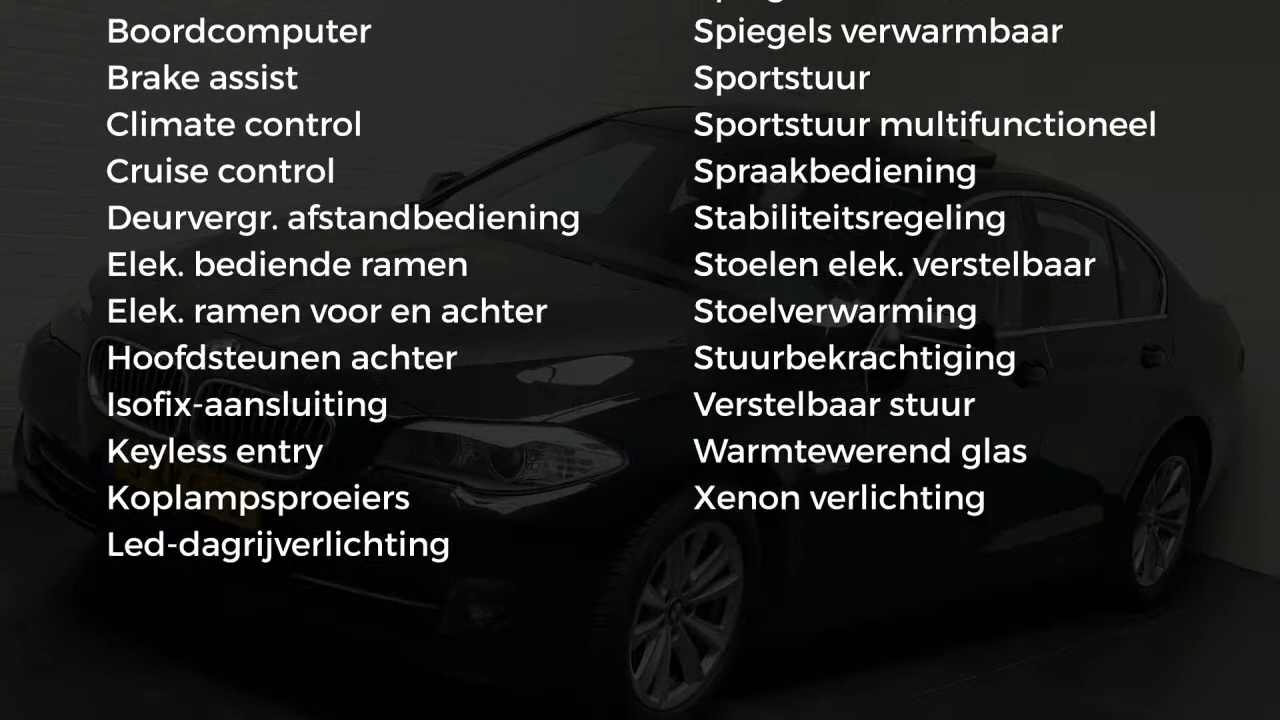 Boordcomputer
Brake assist
Climate control
Cruise control
Deurvergr. afstandbediening
Elek. bediende ramen
Elek. ramen voor en achter
Hoofdsteunen achter
Isofix-aansluiting
Keyless entry
Koplampsproeiers
Led-dagrijverlichting
Spiegels verwarmbaar
Sportstuur
Sportstuur multifunctioneel
Spraakbediening
Stabiliteitsregeling
Stoelen elek. verstelbaar
Stoelverwarming
Stuurbekrachtiging
Verstelbaar stuur
Warmtewerend glas
Xenon verlichting